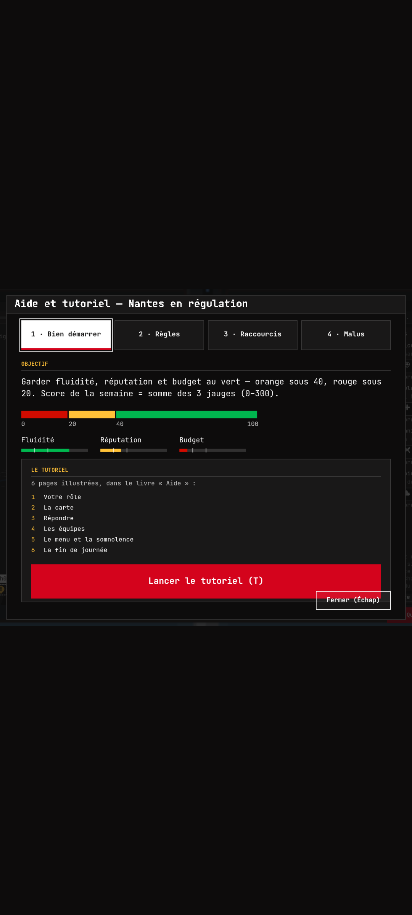 Aide et tutoriel — Nantes en régulation
1 · Bien démarrer
2 · Règles
3 · Raccourcis
4 · Malus
OBJECTIF
Garder fluidité, réputation et budget au vert — orange sous 40, rouge sous
20. Score de la semaine = somme des 3 jauges (0-300).
0 20 40 100
Fluidité Réputation Budget
LE TUTORIEL
6 pages illustrées, dans le livre « Aide » :
1 Votre rôle
2 La carte
3 Répondre
4 Les équipes
5 Le menu et la somnolence
6 La fin de journée
Lancer le tutoriel (T)
Fermer (Échap)